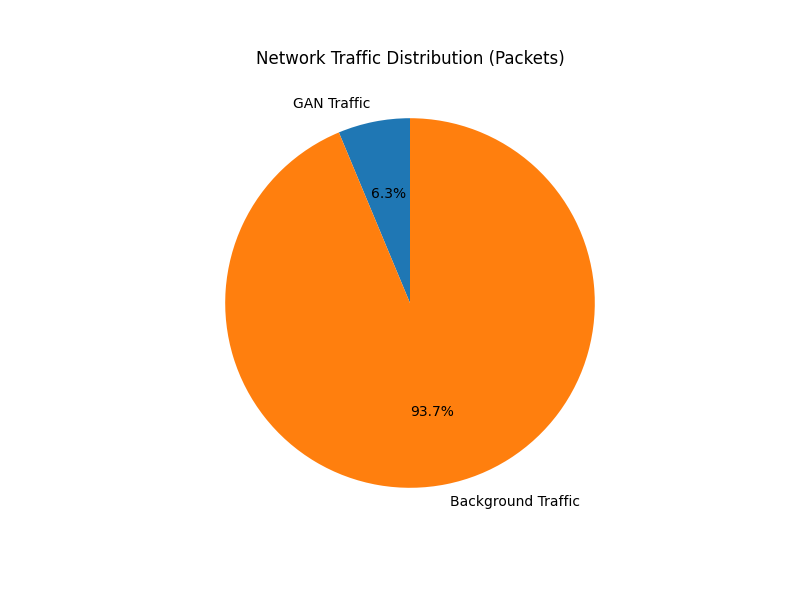 Network Traffic Distribution (Packets)
GAN Traffic
6.3%
93.7%
Background Traffic